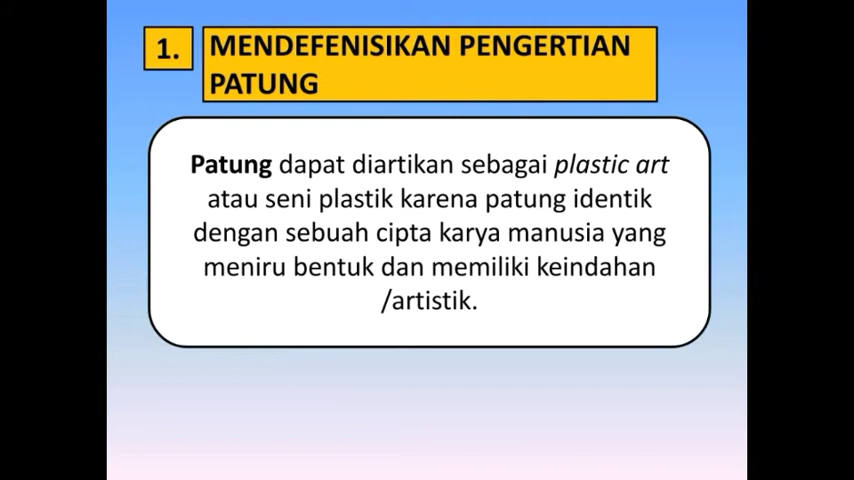 1.
MENDEFENISIKAN PENGERTIAN
PATUNG
Patung dapat diartikan sebagai plastic art
atau seni plastik karena patung identik
dengan sebuah cipta karya manusia yang
meniru bentuk dan memiliki keindahan
/artistik.